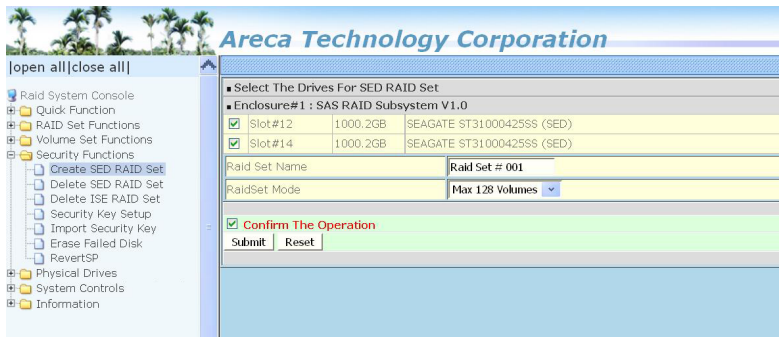 Areca Technology Corporation
|open all|close all|
Raid System Console
Quick Function
RAID Set Functions
Volume Set Functions
Security Functions
Create SED RAID Set
Delete SED RAID Set
Delete ISE RAID Set
Security Key Setup
Import Security Key
Erase Failed Disk
RevertSP
Physical Drives
System Controls
Information
▪ Select The Drives For SED RAID Set
▪ Enclosure#1 : SAS RAID Subsystem V1.0
Slot#12 1000.2GB SEAGATE ST31000425SS (SED)
Slot#14 1000.2GB SEAGATE ST31000425SS (SED)
Raid Set Name Raid Set # 001
RaidSet Mode Max 128 Volumes
Confirm The Operation
Submit Reset